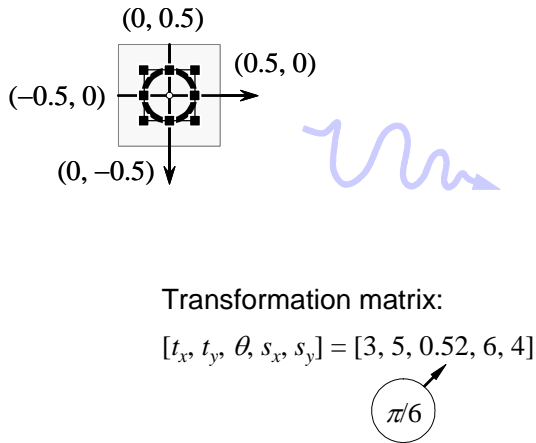 (0, 0.5)
(0.5, 0)
(−0.5, 0)
(0, −0.5)
Transformation matrix:
[tx, ty, θ, sx, sy] = [3, 5, 0.52, 6, 4]
π/6